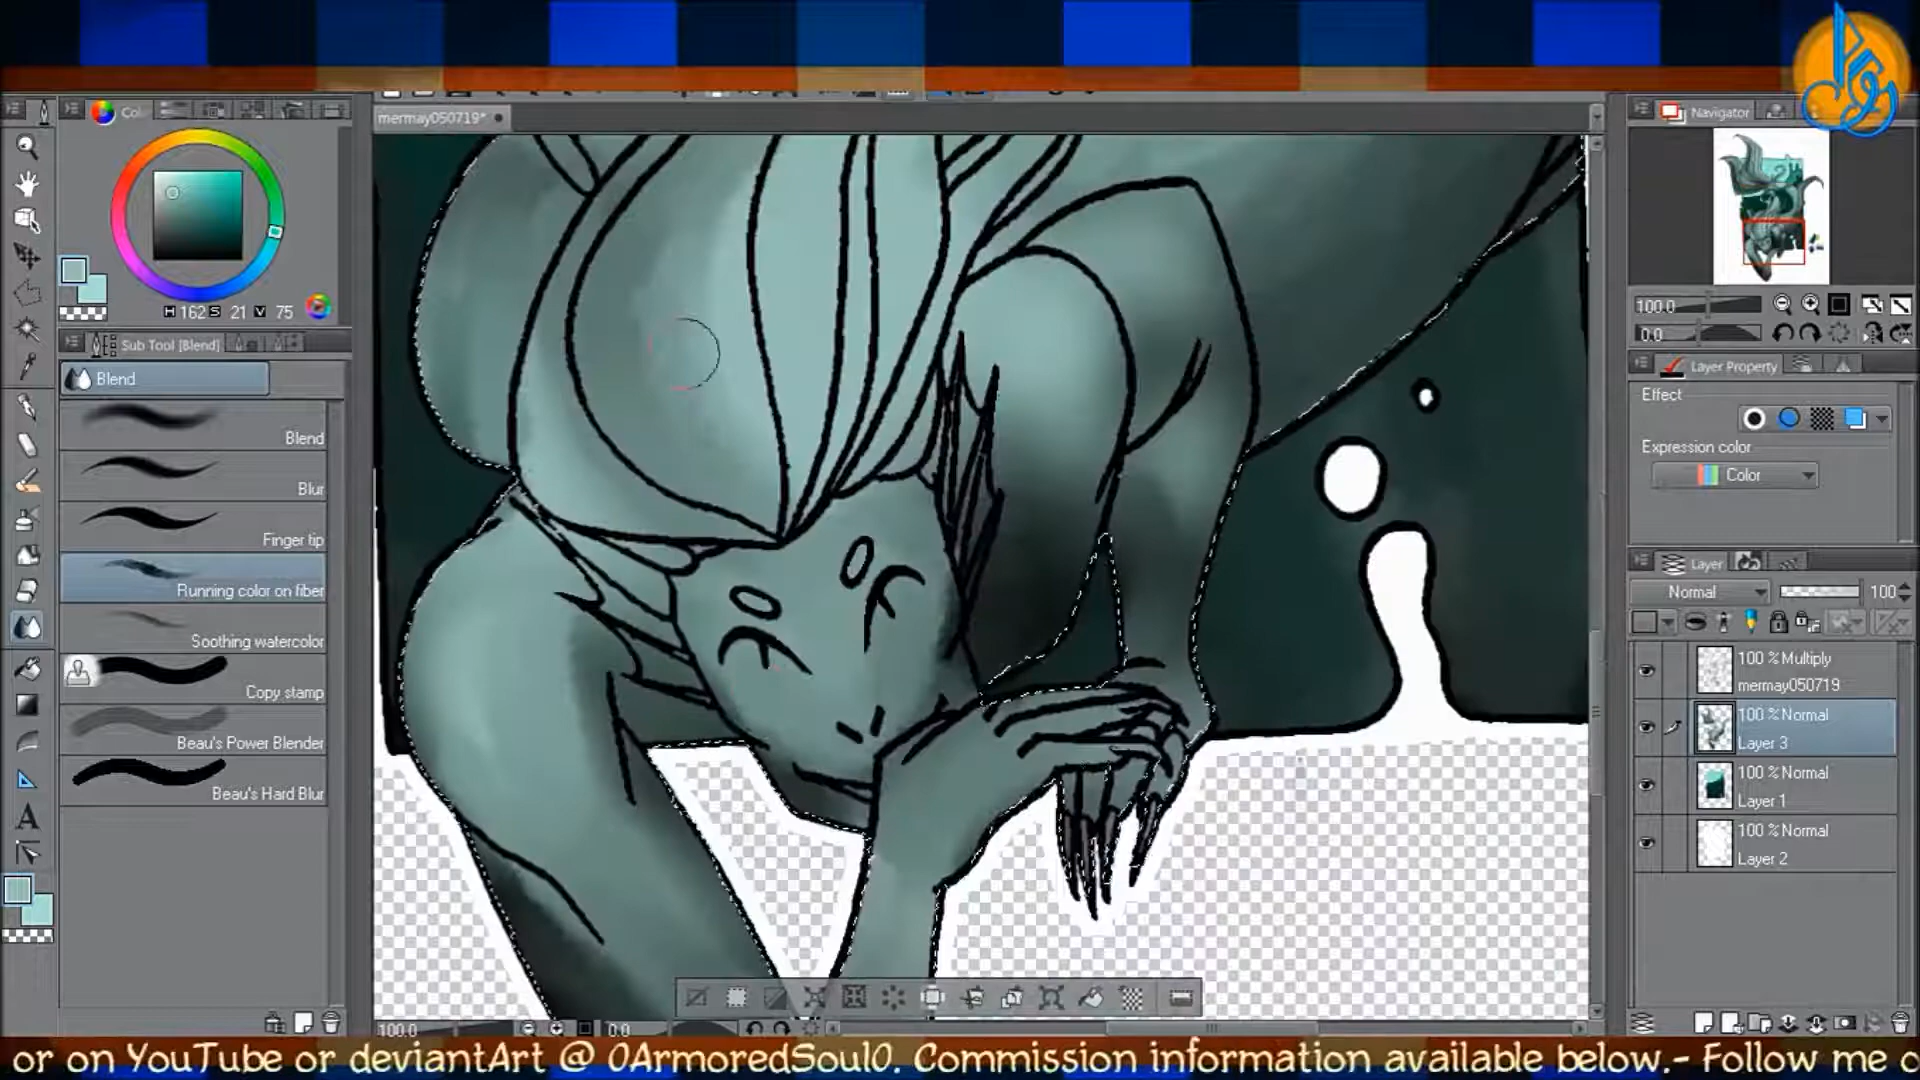 Col
mermay050719*
Navigator
H 162 S 21 V 75
Sub Tool [Blend]
Blend
Blend
Blur
Finger tip
Running color on fiber
Soothing watercolor
Copy stamp
Beau's Power Blender
Beau's Hard Blur
100.0
0.0
Layer Property
Effect
Expression color
Color
Layer
Normal 100
100 % Multiply
mermay050719
100 % Normal
Layer 3
100 % Normal
Layer 1
100 % Normal
Layer 2
100.0 0.0
or on YouTube or deviantArt @ 0ArmoredSoul0. Commission information available below.- Follow me o